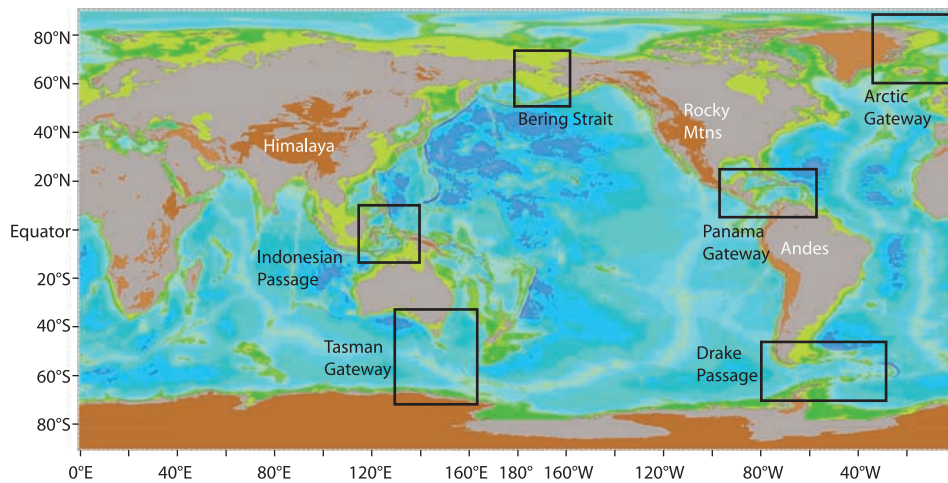 80°N
60°N
40°N
20°N
Equator
20°S
40°S
60°S
80°S
Bering Strait
Arctic
Gateway
Rocky
Mtns
Himalaya
Indonesian
Passage
Panama
Gateway
Andes
Tasman
Gateway
Drake
Passage
0°E
40°E
80°E
120°E
160°E
180°
160°W
120°W
80°W
40°W